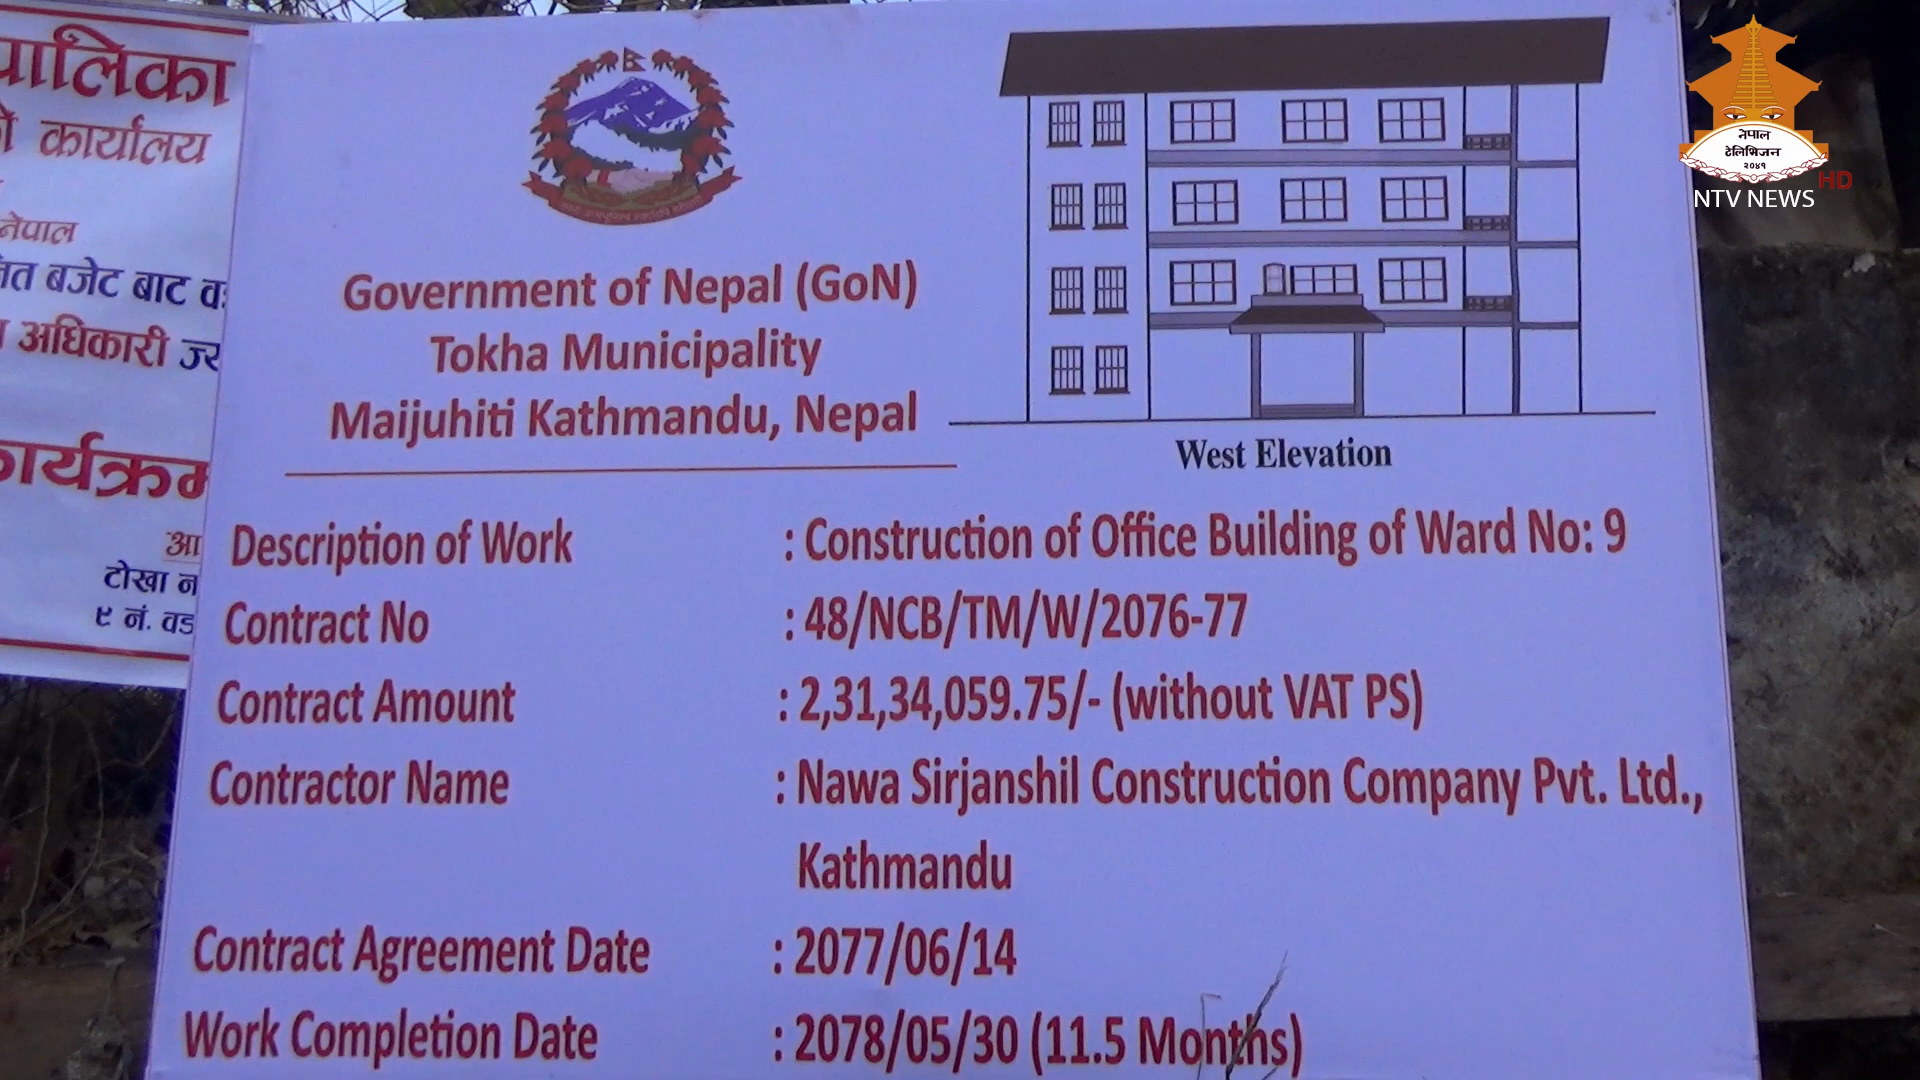 कार्यालय
नेपाल
बजेट बाट
अधिकारी
टोखा
९ नं.
Government of Nepal (GoN)
Tokha Municipality
Maijuhiti Kathmandu, Nepal
West Elevation
Description of Work : Construction of Office Building of Ward No: 9
Contract No : 48/NCB/TM/W/2076-77
Contract Amount : 2,31,34,059.75/- (without VAT PS)
Contractor Name : Nawa Sirjanshil Construction Company Pvt. Ltd.,
Kathmandu
Contract Agreement Date : 2077/06/14
Work Completion Date : 2078/05/30 (11.5 Months)
नेपाल
टेलिभिजन
२०४१
HD
NTV NEWS